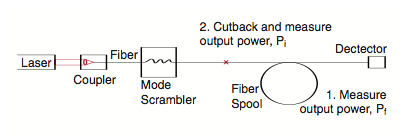 2. Cutback and measure
output power, Pi
Dectector
Fiber
Laser
Coupler
Mode
Scrambler
Fiber
Spool
1. Measure
output power, Pf